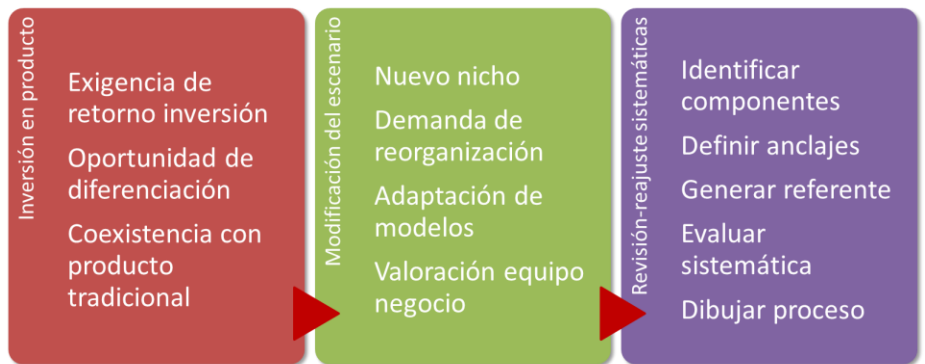 Inversión en producto
Exigencia de
retorno inversión
Oportunidad de
diferenciación
Coexistencia con
producto
tradicional
Modificación del escenario
Nuevo nicho
Demanda de
reorganización
Adaptación de
modelos
Valoración equipo
negocio
Revisión-reajuste sistemáticas
Identificar
componentes
Definir anclajes
Generar referente
Evaluar
sistemática
Dibujar proceso